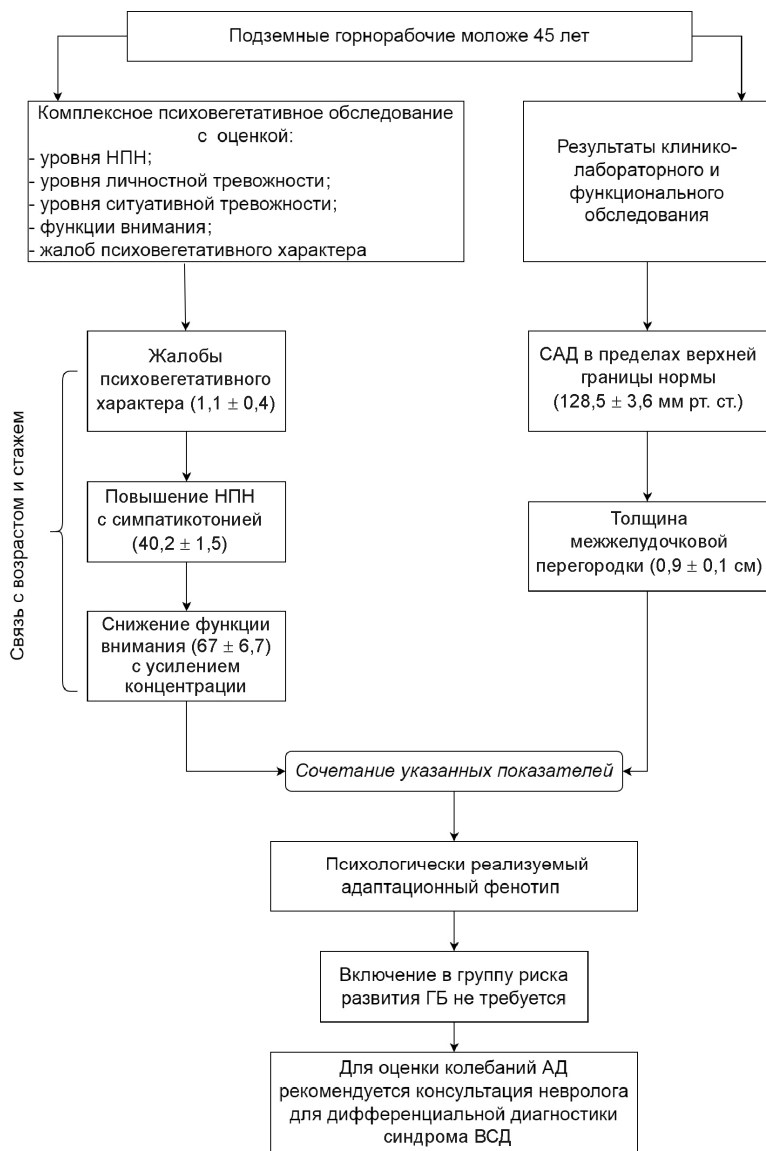 Подземные горнорабочие моложе 45 лет
Комплексное психовегетативное обследование
с оценкой:
- уровня НПН;
- уровня личностной тревожности;
- уровня ситуативной тревожности;
- функции внимания;
- жалоб психовегетативного характера
Результаты клинико-
лабораторного и
функционального
обследования
Связь с возрастом и стажем
Жалобы
психовегетативного
характера (1,1 ± 0,4)
Повышение НПН
с симпатикотонией
(40,2 ± 1,5)
Снижение функции
внимания (67 ± 6,7)
с усилением
концентрации
САД в пределах верхней
границы нормы
(128,5 ± 3,6 мм рт. ст.)
Толщина
межжелудочковой
перегородки (0,9 ± 0,1 см)
Сочетание указанных показателей
Психологически реализуемый
адаптационный фенотип
Включение в группу риска
развития ГБ не требуется
Для оценки колебаний АД
рекомендуется консультация невролога
для дифференциальной диагностики
синдрома ВСД